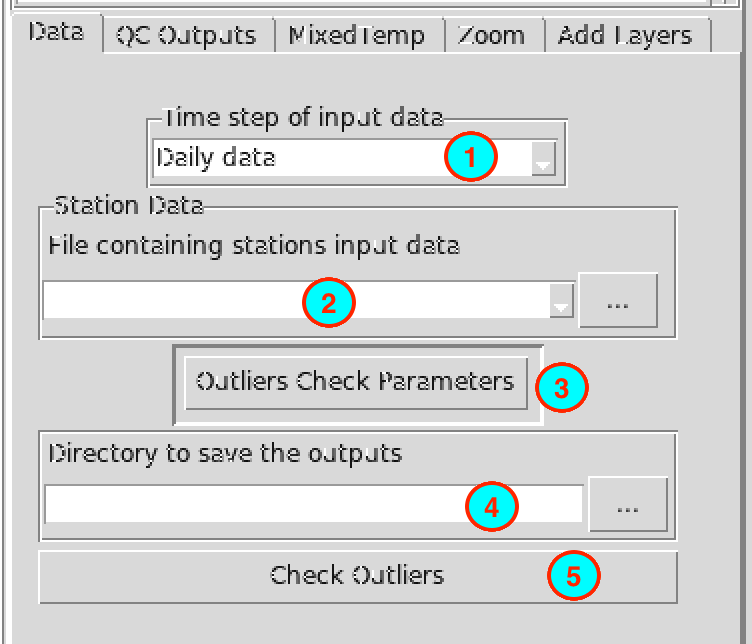 Data QC Outputs MixedTemp Zoom Add Layers
Time step of input data
Daily data 1
Station Data
File containing stations input data
2 ...
Outliers Check Parameters 3
Directory to save the outputs
4 ...
Check Outliers 5